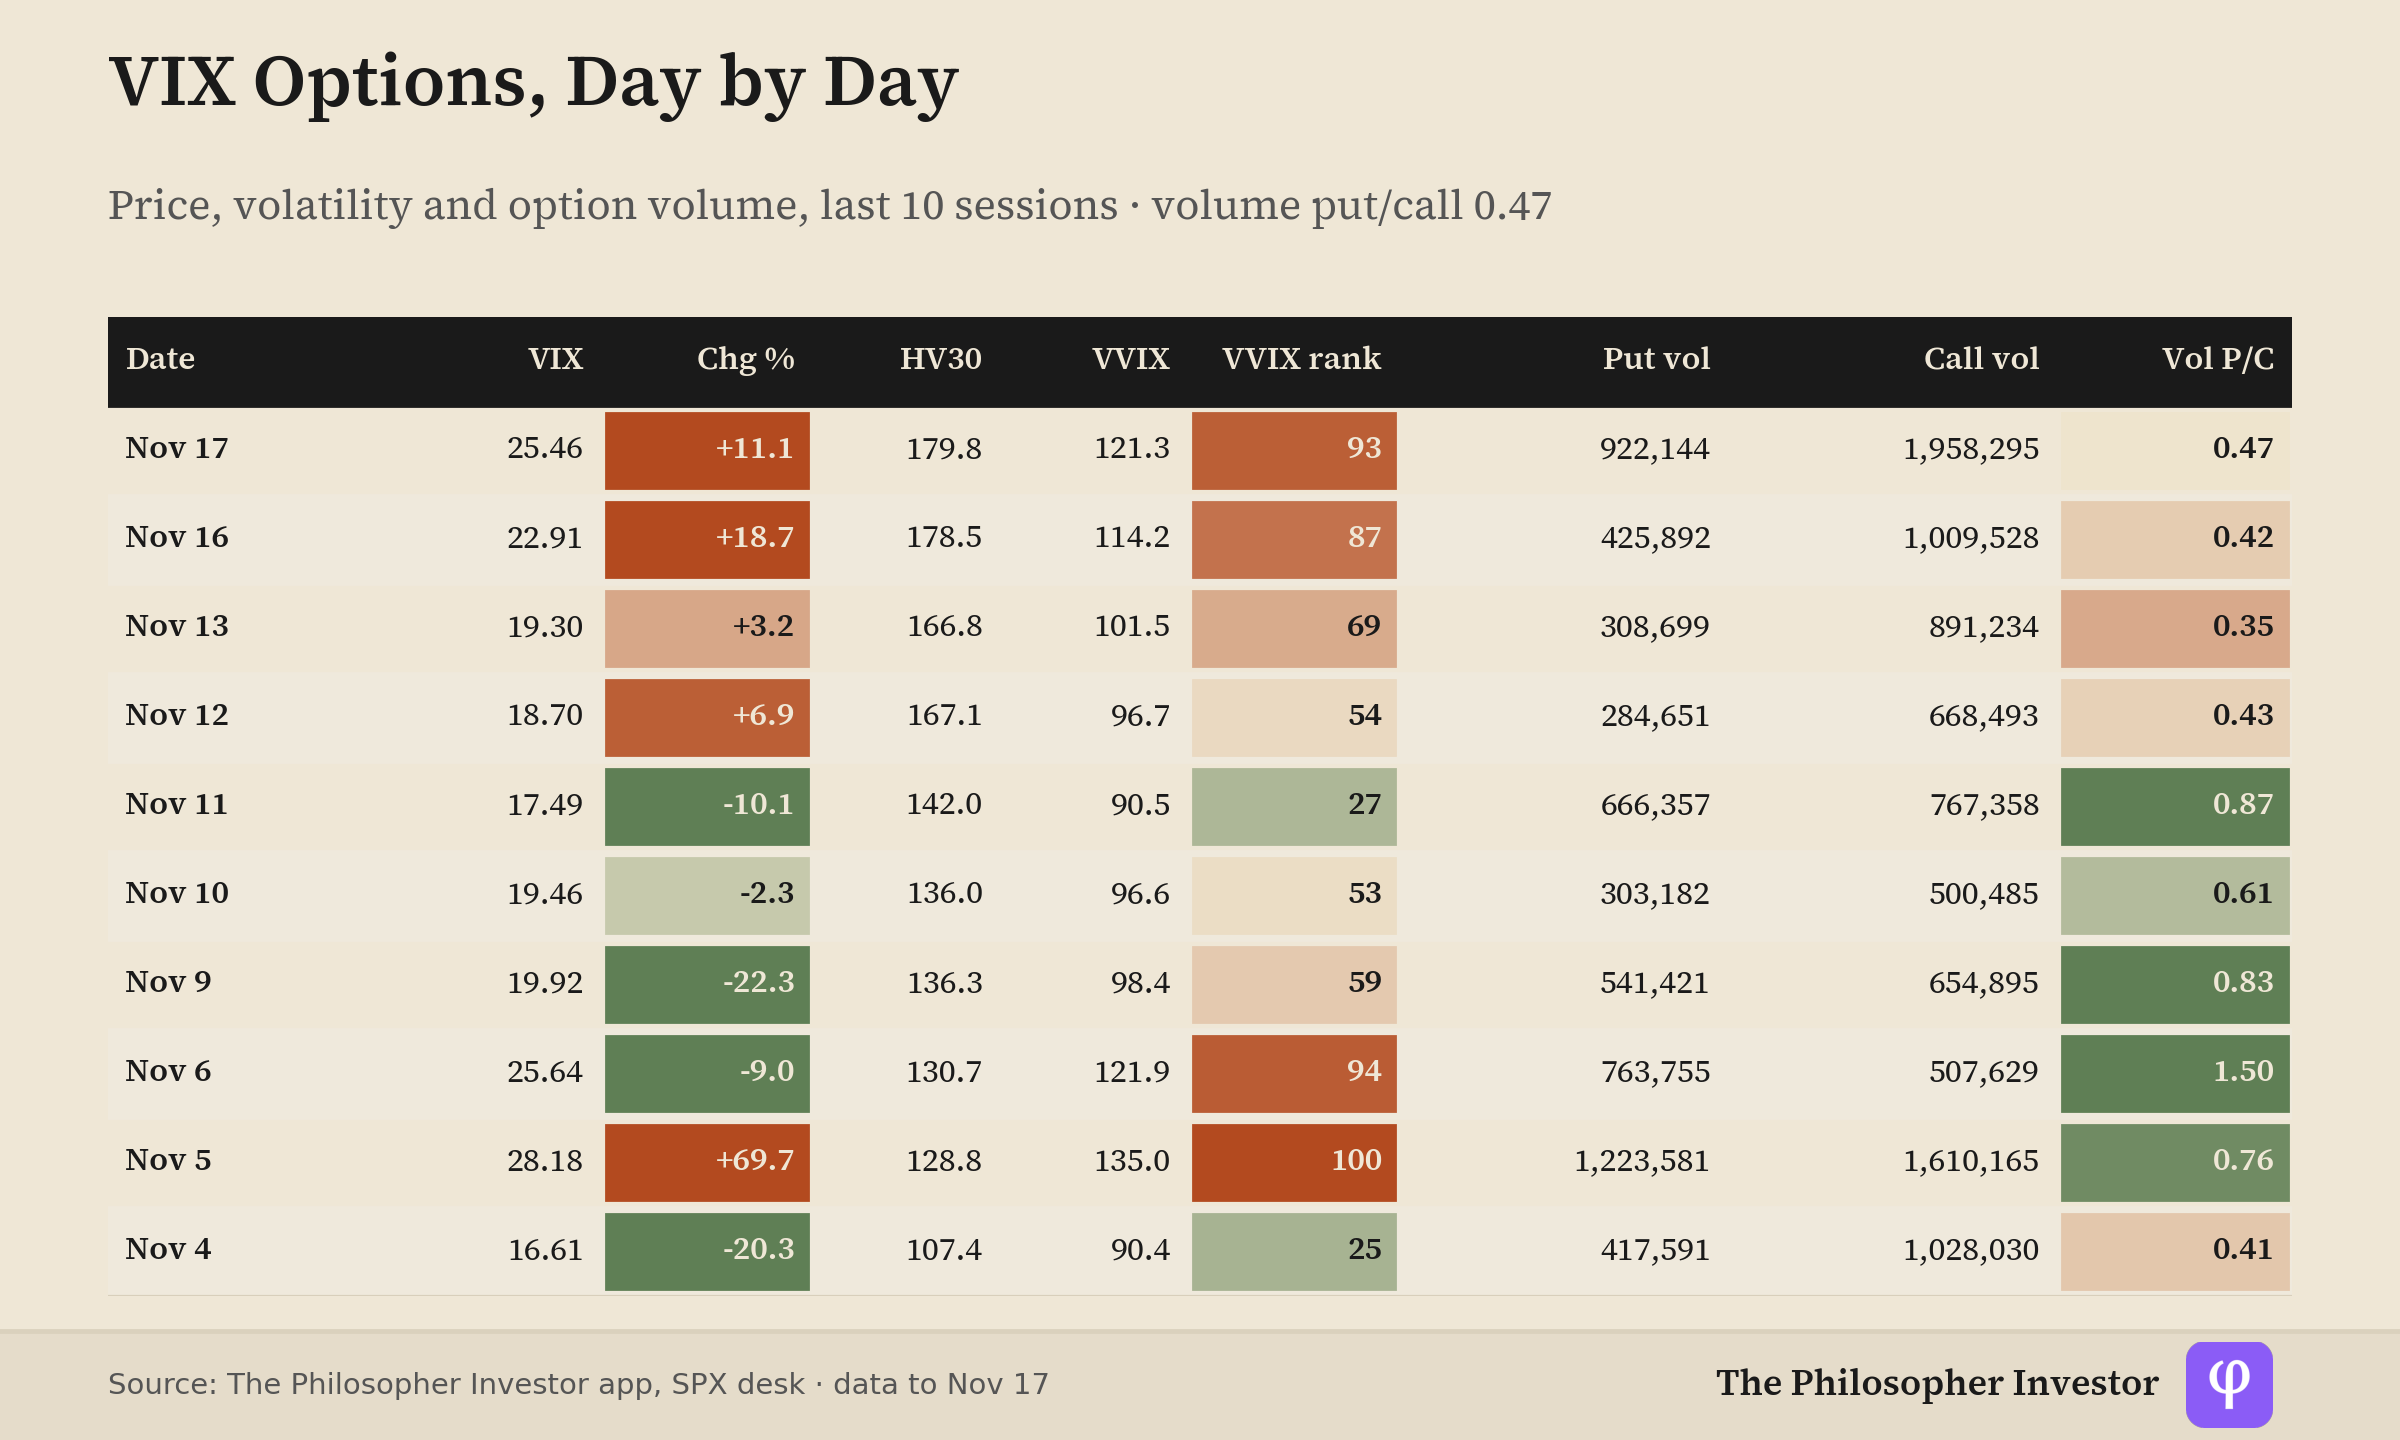 VIX Options, Day by Day
Price, volatility and option volume, last 10 sessions · volume put/call 0.47
Date VIX Chg % HV30 VVIX VVIX rank Put vol Call vol Vol P/C
Nov 17 25.46 +11.1 179.8 121.3 93 922,144 1,958,295 0.47
Nov 16 22.91 +18.7 178.5 114.2 87 425,892 1,009,528 0.42
Nov 13 19.30 +3.2 166.8 101.5 69 308,699 891,234 0.35
Nov 12 18.70 +6.9 167.1 96.7 54 284,651 668,493 0.43
Nov 11 17.49 -10.1 142.0 90.5 27 666,357 767,358 0.87
Nov 10 19.46 -2.3 136.0 96.6 53 303,182 500,485 0.61
Nov 9 19.92 -22.3 136.3 98.4 59 541,421 654,895 0.83
Nov 6 25.64 -9.0 130.7 121.9 94 763,755 507,629 1.50
Nov 5 28.18 +69.7 128.8 135.0 100 1,223,581 1,610,165 0.76
Nov 4 16.61 -20.3 107.4 90.4 25 417,591 1,028,030 0.41
Source: The Philosopher Investor app, SPX desk · data to Nov 17
The Philosopher Investor φ